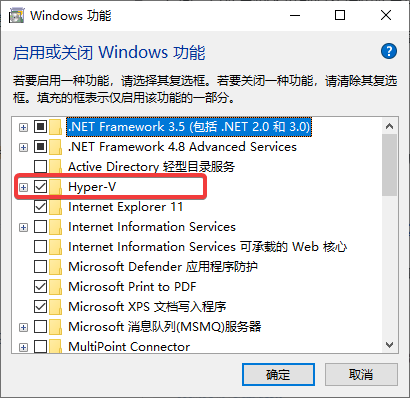 Windows 功能
启用或关闭 Windows 功能
若要启用一种功能，请选择其复选框。若要关闭一种功能，请清除其复选
框。填充的框表示仅启用该功能的一部分。
.NET Framework 3.5 (包括 .NET 2.0 和 3.0)
.NET Framework 4.8 Advanced Services
Active Directory 轻型目录服务
Hyper-V
Internet Explorer 11
Internet Information Services
Internet Information Services 可承载的 Web 核心
Microsoft Defender 应用程序防护
Microsoft Print to PDF
Microsoft XPS 文档写入程序
Microsoft 消息队列(MSMQ)服务器
MultiPoint Connector
确定
取消